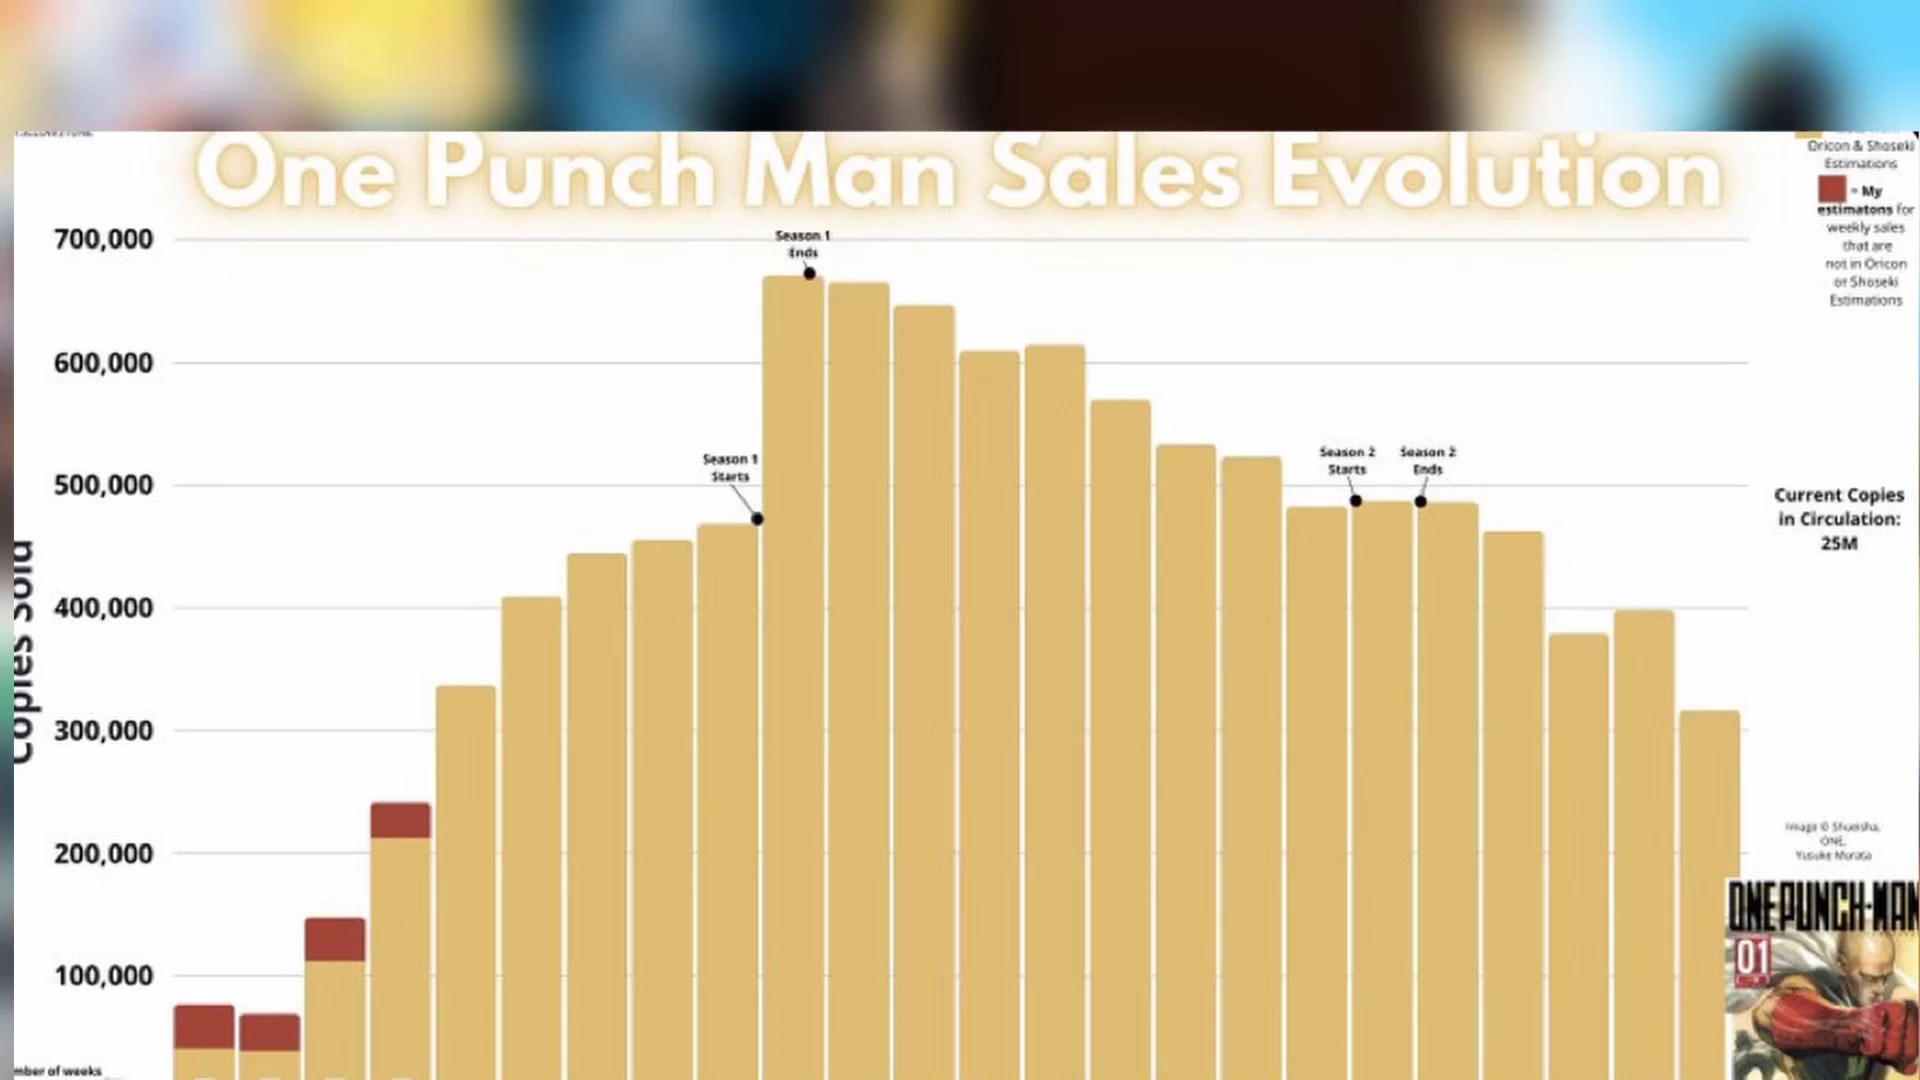 One Punch Man Sales Evolution
Oricon & Shoseki
Estimations
= My
estimatons for
weekly sales
that are
not in Oricon
or Shoseki
Estimations
700,000
600,000
500,000
400,000
300,000
200,000
100,000
Copies Sold
Season 1
Ends
Season 1
Starts
Season 2
Starts
Season 2
Ends
Current Copies
in Circulation:
25M
Image © Shueisha,
ONE,
Yusuke Murata
ONE PUNCH-MAN
01
mber of weeks